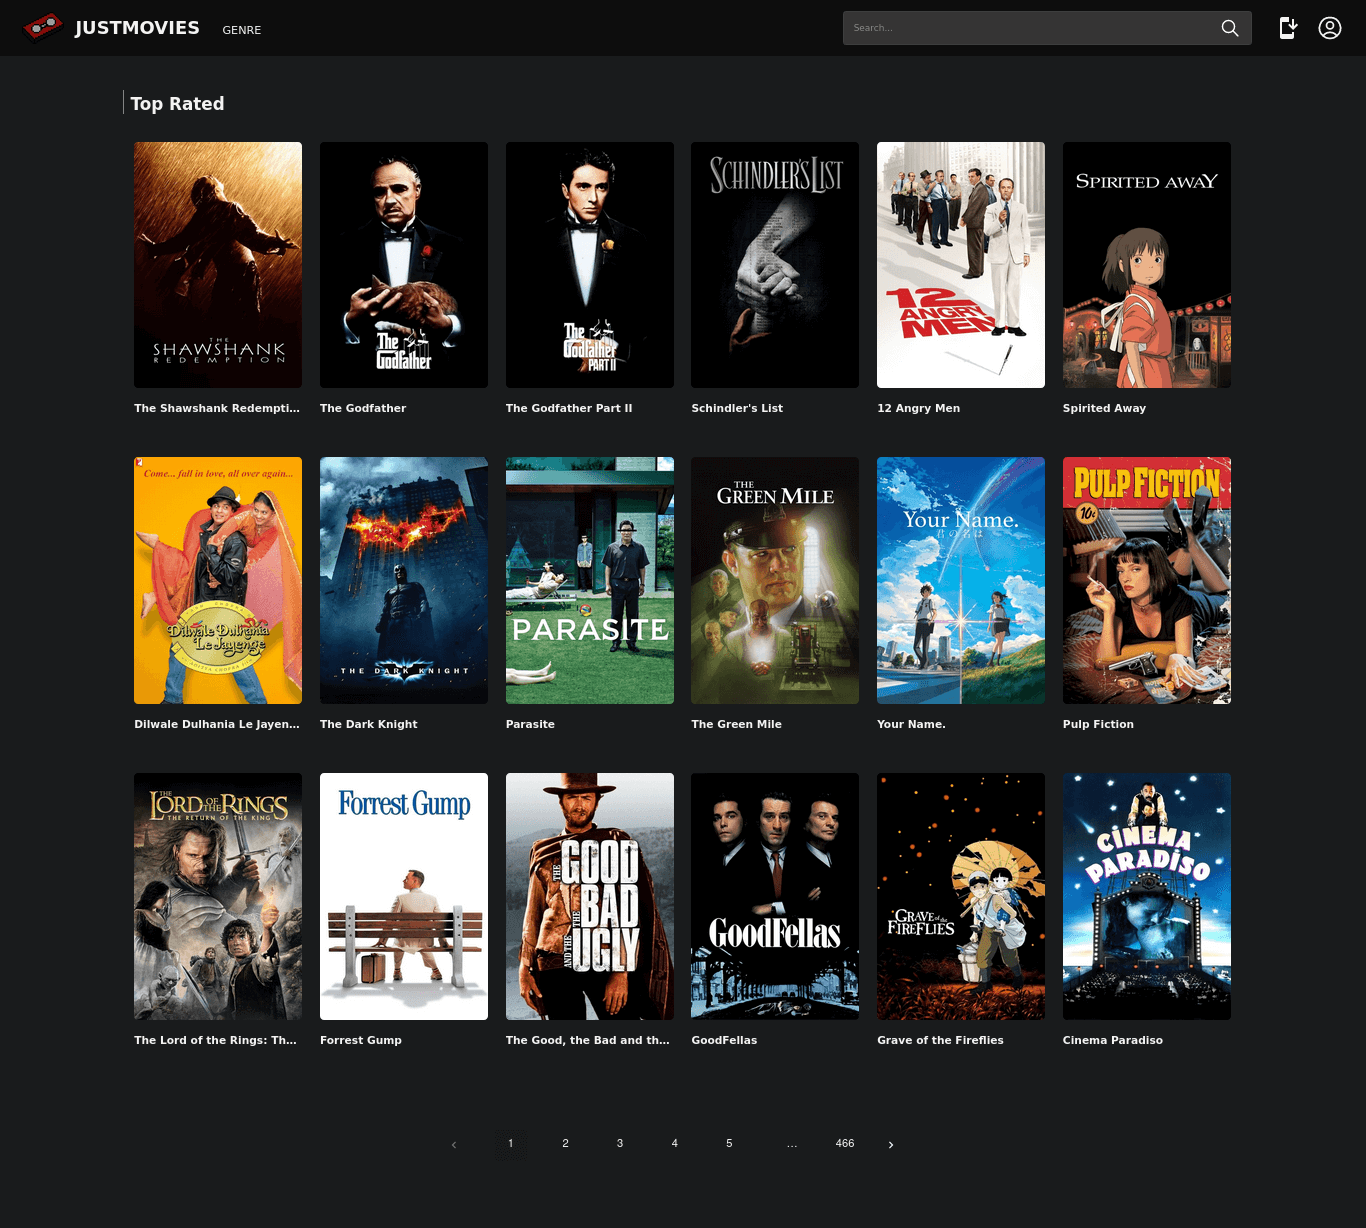 JUSTMOVIES GENRE Search...
Top Rated
THE
SHAWSHANK
REDEMPTION
The Godfather
The Godfather PART II
SCHINDLER'S LIST
12 ANGRY MEN
SPIRITED AWAY
The Shawshank Redempti... The Godfather The Godfather Part II Schindler's List 12 Angry Men Spirited Away
Come... fall in love, all over again...
Dilwale Dulhania
Le Jayenge
THE DARK KNIGHT
PARASITE
THE
GREEN MILE
Your Name.
君の名は
PULP FICTION
10¢
Dilwale Dulhania Le Jayen... The Dark Knight Parasite The Green Mile Your Name. Pulp Fiction
THE
LORD OF THE RINGS
THE RETURN OF THE KING
Forrest Gump
THE GOOD
THE BAD
AND THE UGLY
GoodFellas
GRAVE of the
FIREFLIES
CINEMA
PARADISO
The Lord of the Rings: Th... Forrest Gump The Good, the Bad and th... GoodFellas Grave of the Fireflies Cinema Paradiso
‹ 1 2 3 4 5 ... 466 ›